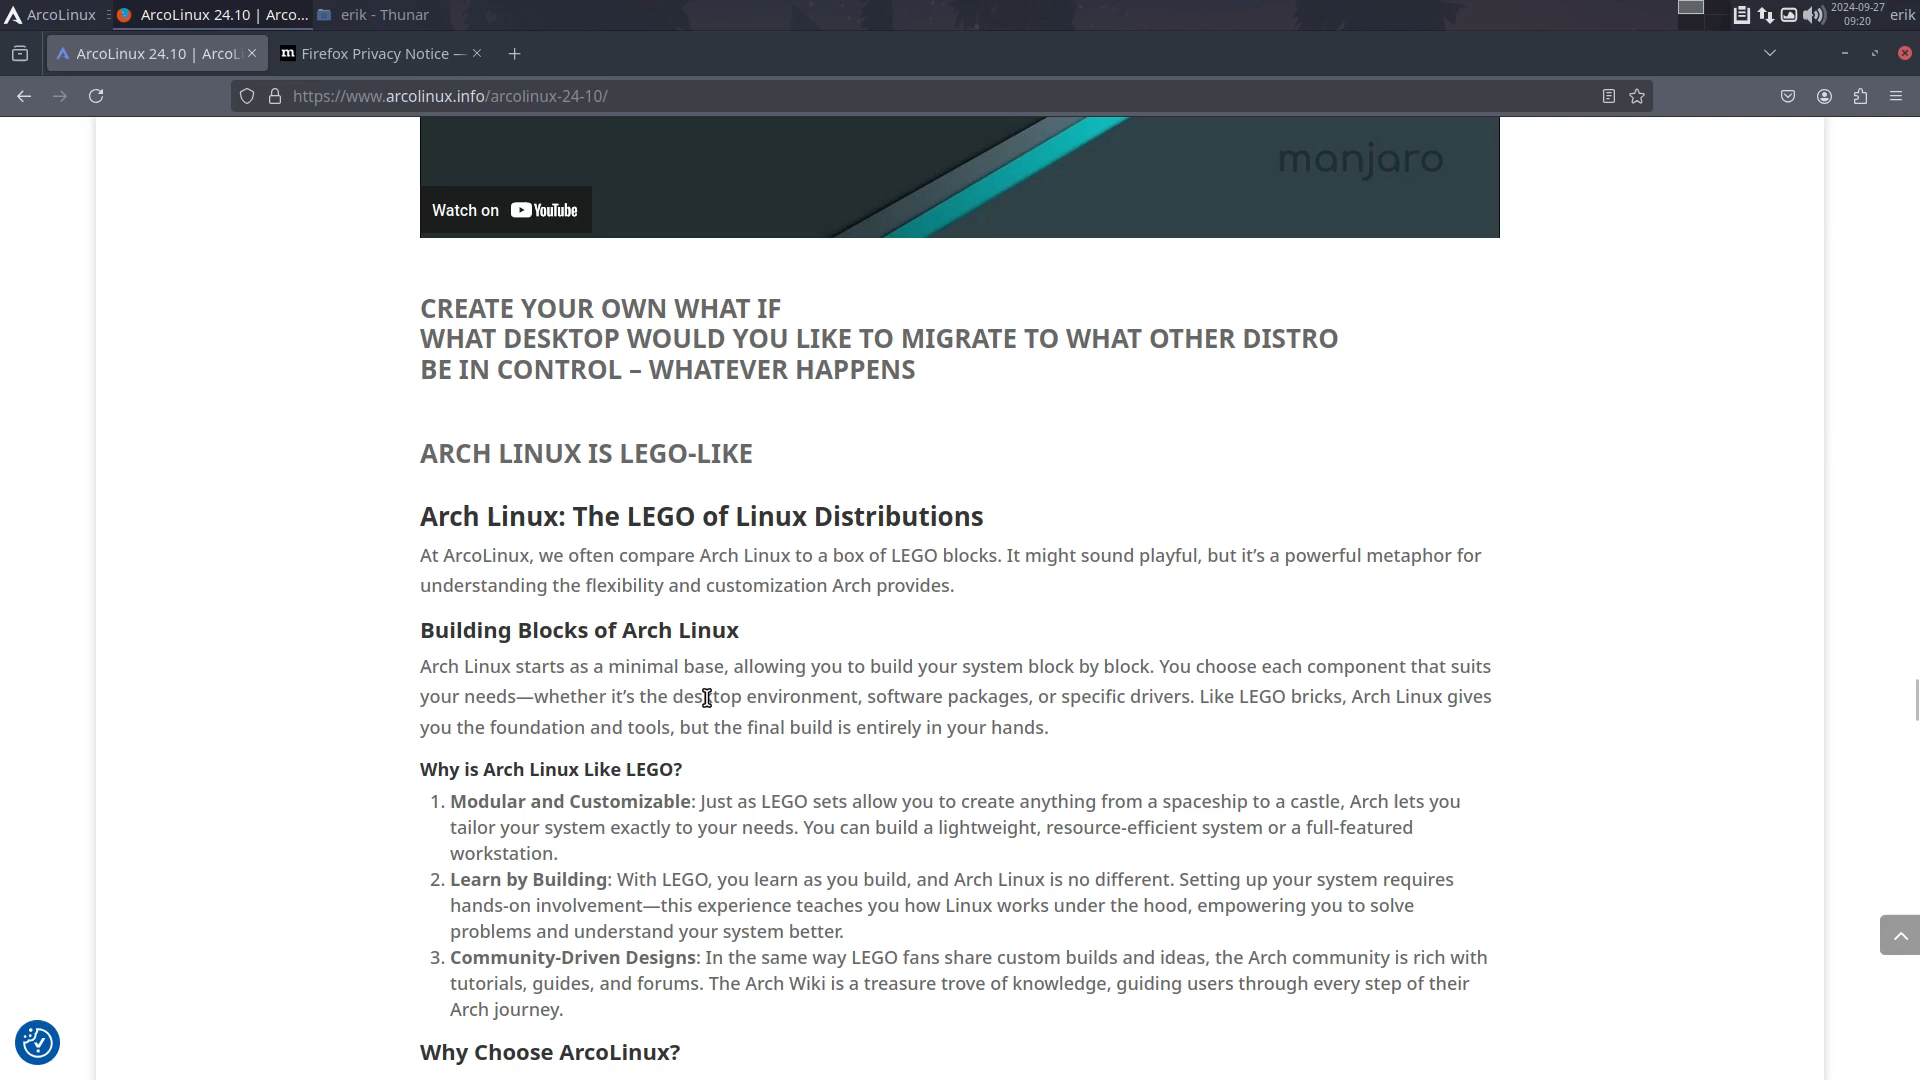 ArcoLinux
ArcoLinux 24.10 | Arco...
erik - Thunar
2024-09-27
09:20
erik
ArcoLinux 24.10 | ArcoL
Firefox Privacy Notice —
https://www.arcolinux.info/arcolinux-24-10/
manjaro
Watch on YouTube
CREATE YOUR OWN WHAT IF
WHAT DESKTOP WOULD YOU LIKE TO MIGRATE TO WHAT OTHER DISTRO
BE IN CONTROL – WHATEVER HAPPENS
ARCH LINUX IS LEGO-LIKE
Arch Linux: The LEGO of Linux Distributions
At ArcoLinux, we often compare Arch Linux to a box of LEGO blocks. It might sound playful, but it’s a powerful metaphor for
understanding the flexibility and customization Arch provides.
Building Blocks of Arch Linux
Arch Linux starts as a minimal base, allowing you to build your system block by block. You choose each component that suits
your needs—whether it’s the desktop environment, software packages, or specific drivers. Like LEGO bricks, Arch Linux gives
you the foundation and tools, but the final build is entirely in your hands.
Why is Arch Linux Like LEGO?
1. Modular and Customizable: Just as LEGO sets allow you to create anything from a spaceship to a castle, Arch lets you
tailor your system exactly to your needs. You can build a lightweight, resource-efficient system or a full-featured
workstation.
2. Learn by Building: With LEGO, you learn as you build, and Arch Linux is no different. Setting up your system requires
hands-on involvement—this experience teaches you how Linux works under the hood, empowering you to solve
problems and understand your system better.
3. Community-Driven Designs: In the same way LEGO fans share custom builds and ideas, the Arch community is rich with
tutorials, guides, and forums. The Arch Wiki is a treasure trove of knowledge, guiding users through every step of their
Arch journey.
Why Choose ArcoLinux?